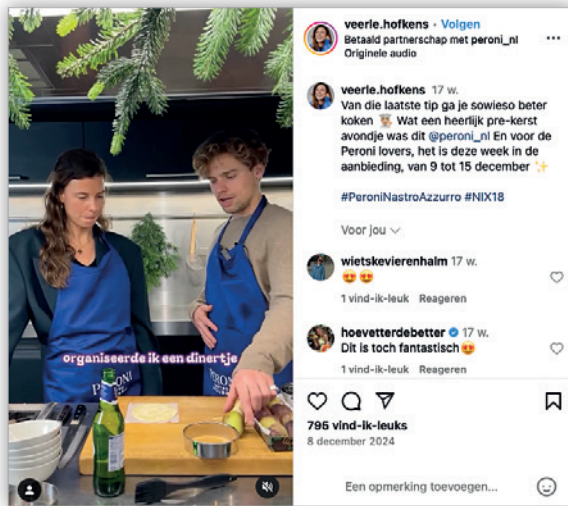 organiseerde ik een dinertje
PERONI
PERONI
veerle.hofkens • Volgen
Betaald partnerschap met peroni_nl
Originele audio
veerle.hofkens 17 w.
Van die laatste tip ga je sowieso beter
koken 👨🏼‍🍳 Wat een heerlijk pre-kerst
avondje was dit @peroni_nl En voor de
Peroni lovers, het is deze week in de
aanbieding, van 9 tot 15 december ✨
#PeroniNastroAzzurro #NIX18
Voor jou
wietskevierenhalm 17 w.
😍😍
1 vind-ik-leuk Reageren
hoevetterdebetter 17 w.
Dit is toch fantastisch😍
1 vind-ik-leuk Reageren
795 vind-ik-leuks
8 december 2024
Een opmerking toevoegen...